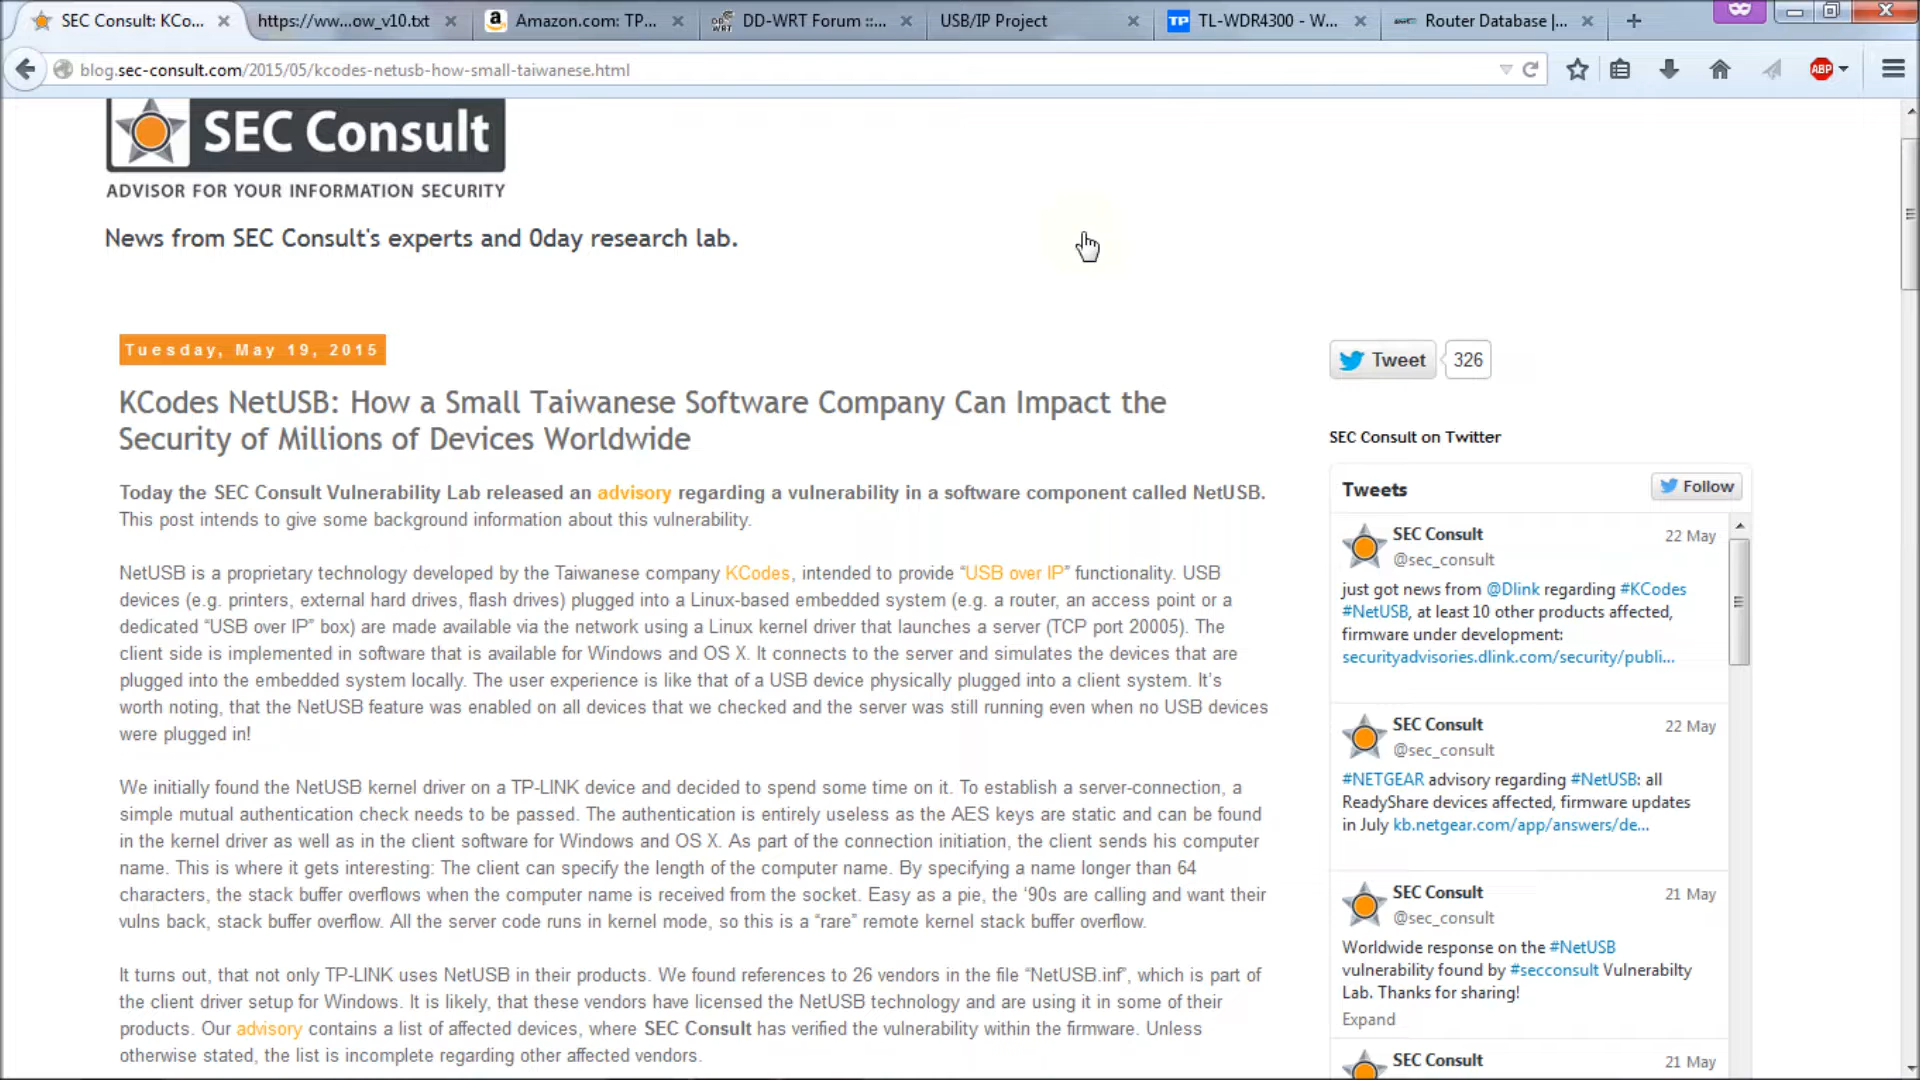 SEC Consult: KCo...
https://ww...ow_v10.txt
Amazon.com: TP...
DD-WRT Forum ::...
USB/IP Project
TL-WDR4300 - W...
Router Database |...
blog.sec-consult.com/2015/05/kcodes-netusb-how-small-taiwanese.html
ABP
SEC Consult
ADVISOR FOR YOUR INFORMATION SECURITY
News from SEC Consult's experts and 0day research lab.
Tuesday, May 19, 2015
KCodes NetUSB: How a Small Taiwanese Software Company Can Impact the
Security of Millions of Devices Worldwide
Today the SEC Consult Vulnerability Lab released an advisory regarding a vulnerability in a software component called NetUSB.
This post intends to give some background information about this vulnerability.
NetUSB is a proprietary technology developed by the Taiwanese company KCodes, intended to provide “USB over IP” functionality. USB
devices (e.g. printers, external hard drives, flash drives) plugged into a Linux-based embedded system (e.g. a router, an access point or a
dedicated “USB over IP” box) are made available via the network using a Linux kernel driver that launches a server (TCP port 20005). The
client side is implemented in software that is available for Windows and OS X. It connects to the server and simulates the devices that are
plugged into the embedded system locally. The user experience is like that of a USB device physically plugged into a client system. It’s
worth noting, that the NetUSB feature was enabled on all devices that we checked and the server was still running even when no USB devices
were plugged in!
We initially found the NetUSB kernel driver on a TP-LINK device and decided to spend some time on it. To establish a server-connection, a
simple mutual authentication check needs to be passed. The authentication is entirely useless as the AES keys are static and can be found
in the kernel driver as well as in the client software for Windows and OS X. As part of the connection initiation, the client sends his computer
name. This is where it gets interesting: The client can specify the length of the computer name. By specifying a name longer than 64
characters, the stack buffer overflows when the computer name is received from the socket. Easy as a pie, the ‘90s are calling and want their
vulns back, stack buffer overflow. All the server code runs in kernel mode, so this is a “rare” remote kernel stack buffer overflow.
It turns out, that not only TP-LINK uses NetUSB in their products. We found references to 26 vendors in the file “NetUSB.inf”, which is part of
the client driver setup for Windows. It is likely, that these vendors have licensed the NetUSB technology and are using it in some of their
products. Our advisory contains a list of affected devices, where SEC Consult has verified the vulnerability within the firmware. Unless
otherwise stated, the list is incomplete regarding other affected vendors.
Tweet 326
SEC Consult on Twitter
Tweets
Follow
SEC Consult 22 May
@sec_consult
just got news from @Dlink regarding #KCodes
#NetUSB, at least 10 other products affected,
firmware under development:
securityadvisories.dlink.com/security/publi...
SEC Consult 22 May
@sec_consult
#NETGEAR advisory regarding #NetUSB: all
ReadyShare devices affected, firmware updates
in July kb.netgear.com/app/answers/de...
SEC Consult 21 May
@sec_consult
Worldwide response on the #NetUSB
vulnerability found by #secconsult Vulnerabilty
Lab. Thanks for sharing!
Expand
SEC Consult 21 May